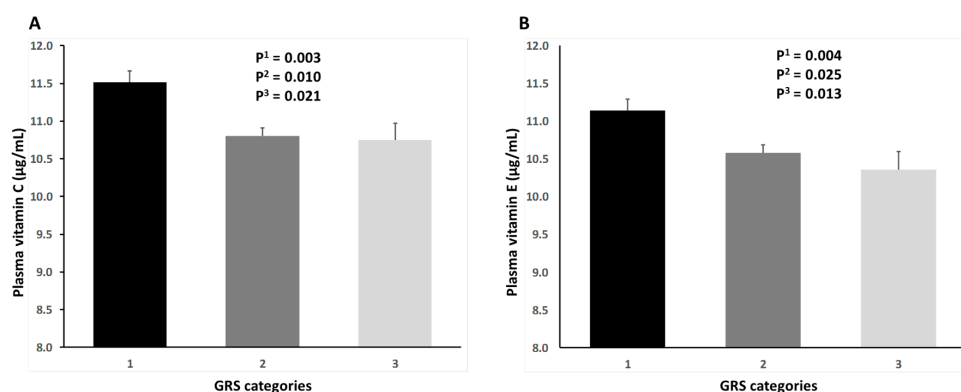 A
P¹ = 0.003
P² = 0.010
P³ = 0.021
Plasma vitamin C (µg/mL)
12.0
11.5
11.0
10.5
10.0
9.5
9.0
8.5
8.0
1 2 3
GRS categories
B
P¹ = 0.004
P² = 0.025
P³ = 0.013
Plasma vitamin E (µg/mL)
12.0
11.5
11.0
10.5
10.0
9.5
9.0
8.5
8.0
1 2 3
GRS categories